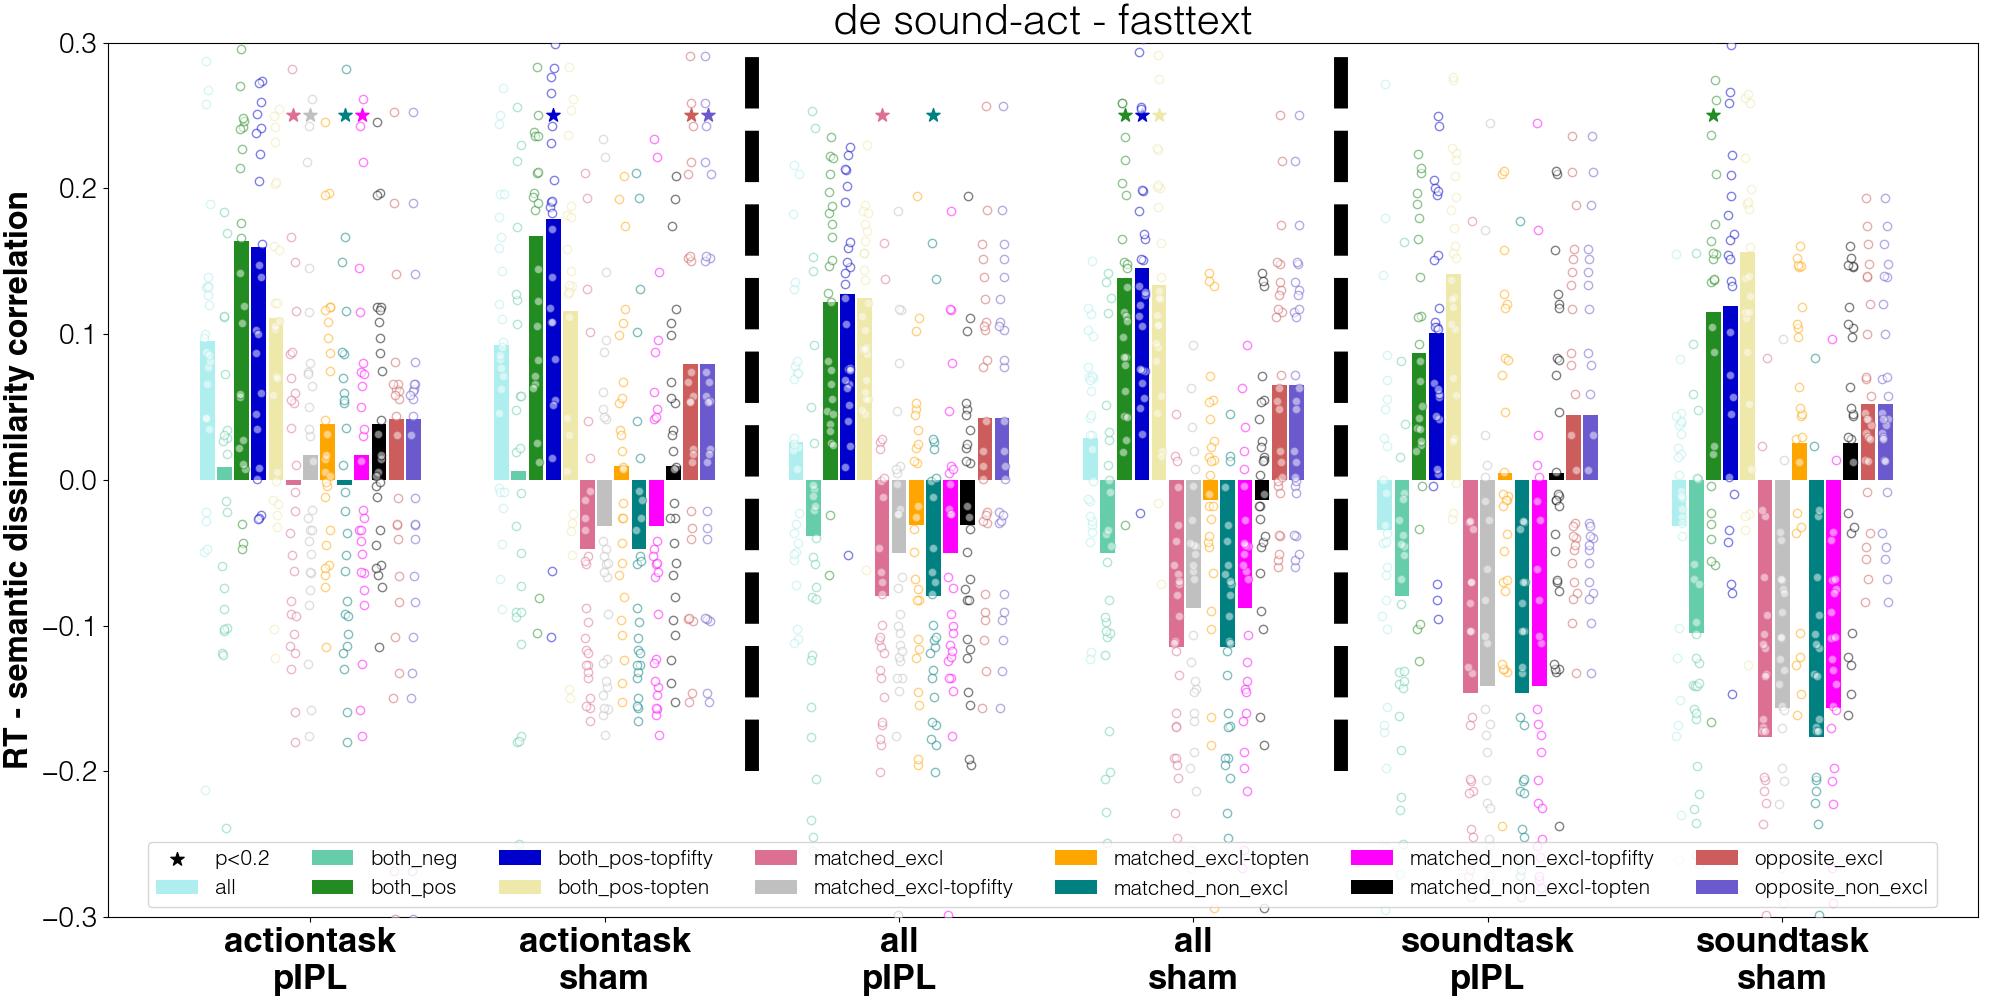 de sound-act - fasttext
RT - semantic dissimilarity correlation
0.3
0.2
0.1
0.0
−0.1
−0.2
−0.3
p<0.2
all
both_neg
both_pos
both_pos-topfifty
both_pos-topten
matched_excl
matched_excl-topfifty
matched_excl-topten
matched_non_excl
matched_non_excl-topfifty
matched_non_excl-topten
opposite_excl
opposite_non_excl
actiontask
pIPL
actiontask
sham
all
pIPL
all
sham
soundtask
pIPL
soundtask
sham